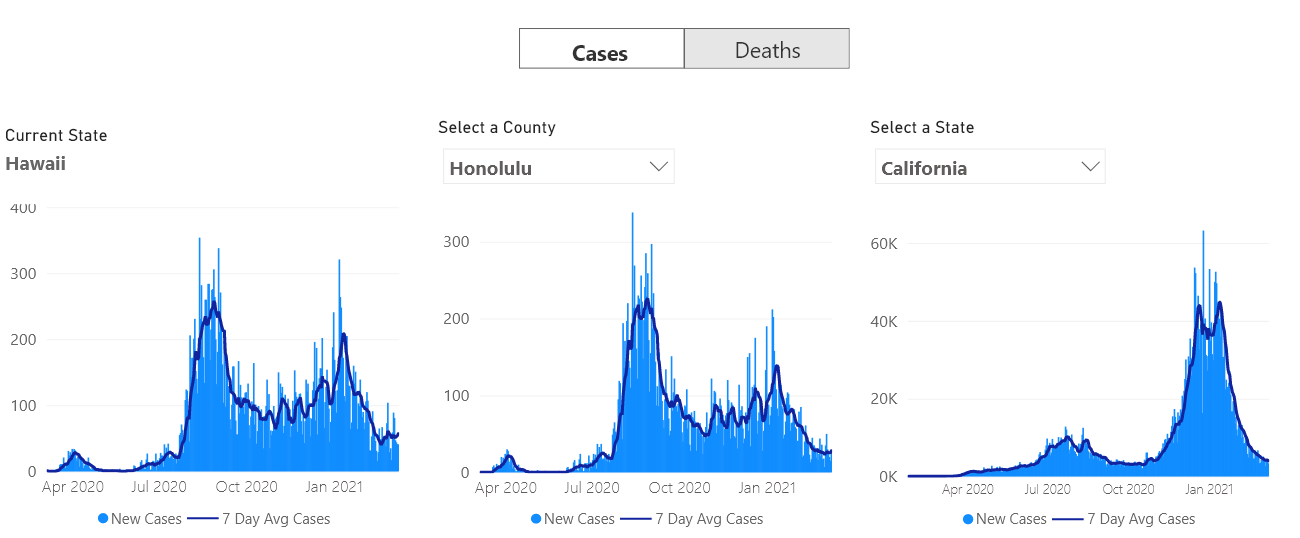 Cases Deaths
Current State
Hawaii
400
300
200
100
0
Apr 2020 Jul 2020 Oct 2020 Jan 2021
New Cases 7 Day Avg Cases
Select a County
Honolulu
300
200
100
0
Apr 2020 Jul 2020 Oct 2020 Jan 2021
New Cases 7 Day Avg Cases
Select a State
California
60K
40K
20K
0K
Apr 2020 Jul 2020 Oct 2020 Jan 2021
New Cases 7 Day Avg Cases